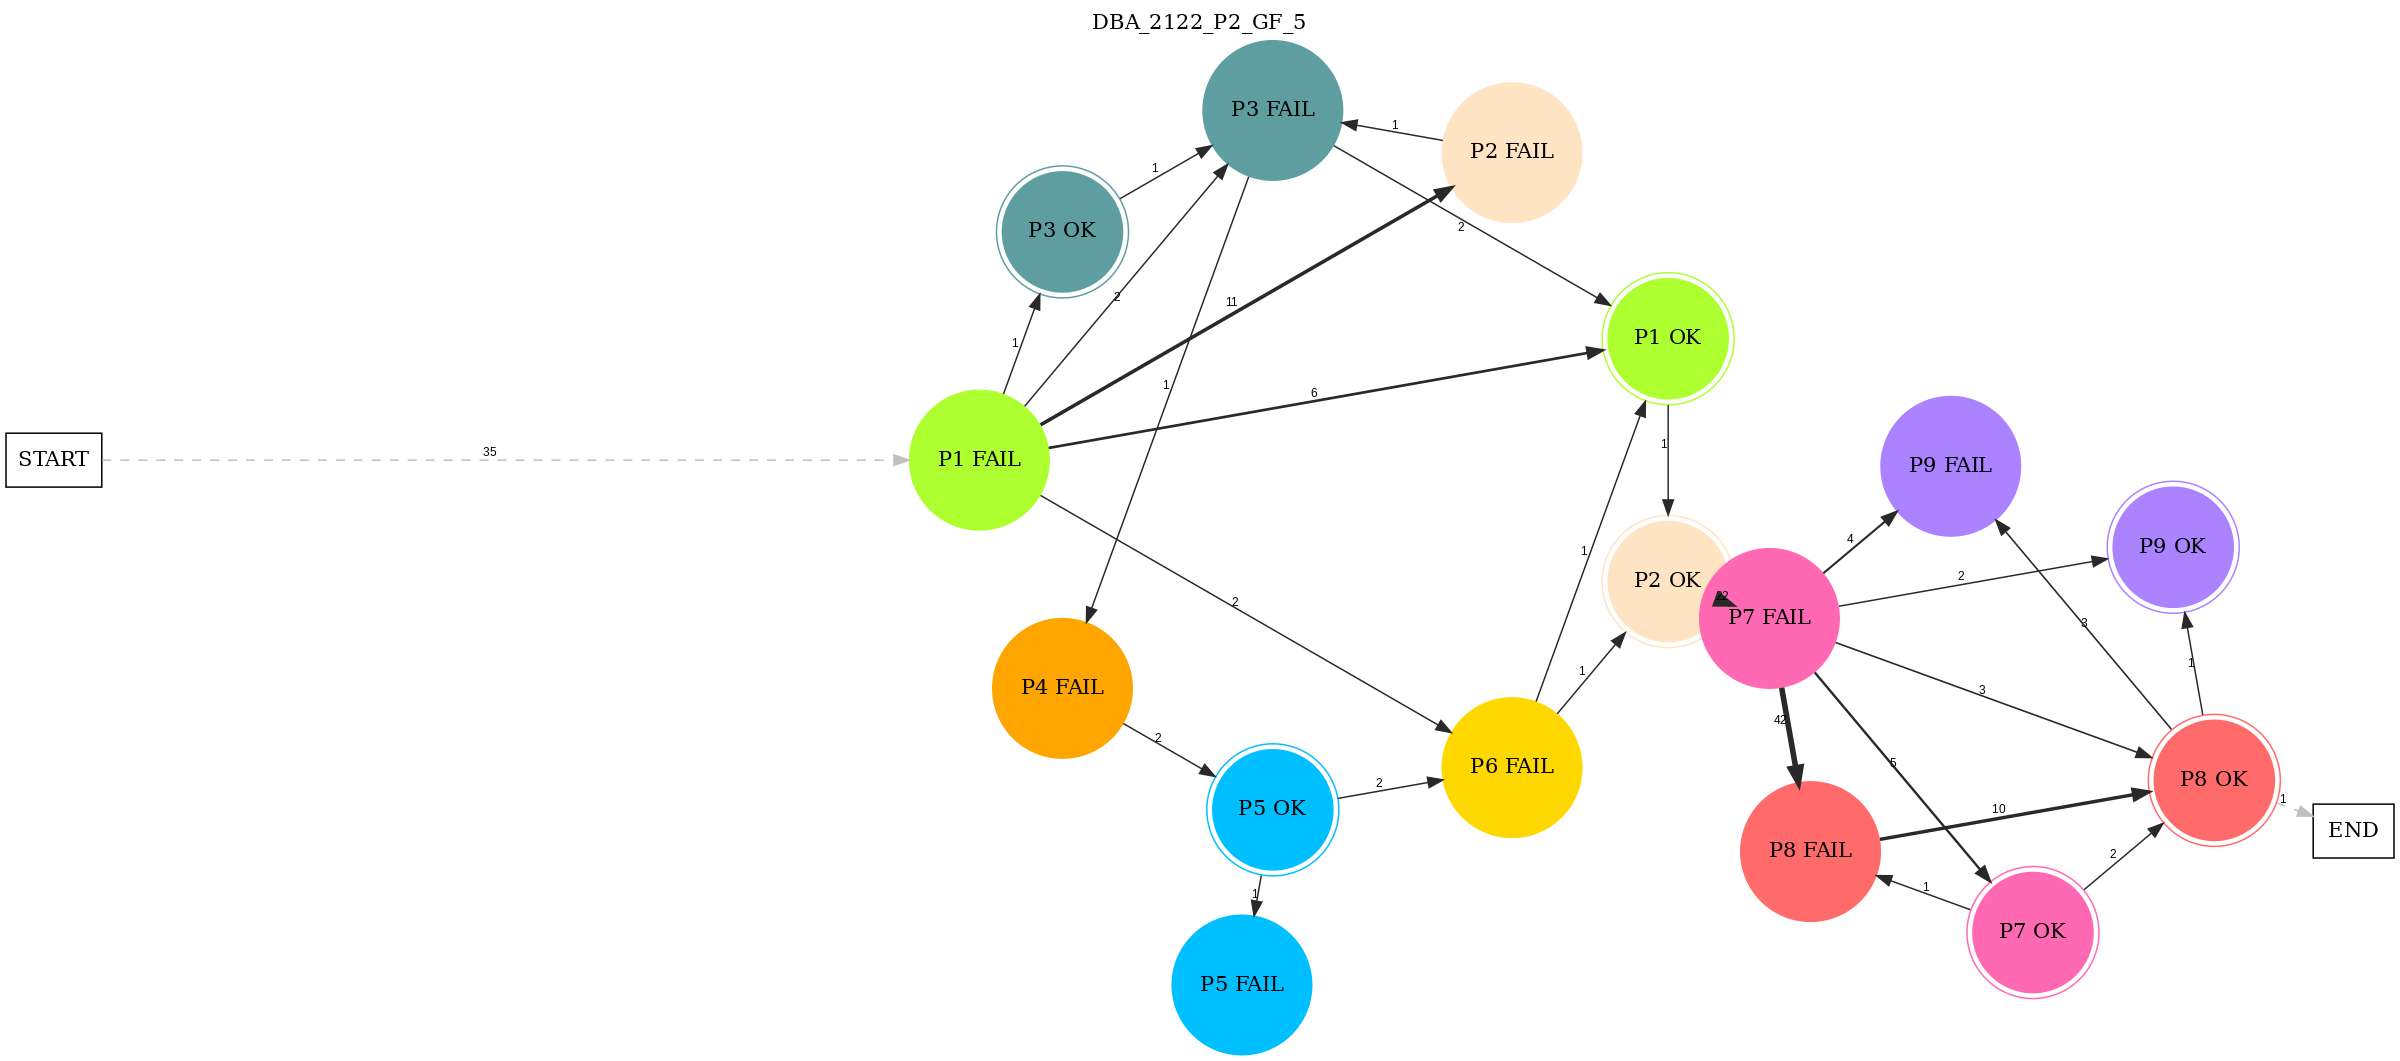 DBA_2122_P2_GF_5
P3 FAIL
P2 FAIL
1
1
P3 OK
2
2
11
P1 OK
1
1
6
P9 FAIL
1
35
START
P1 FAIL
4
P9 OK
1
2
P2 OK
22
2
P7 FAIL
3
1
1
P4 FAIL
3
42
2
P6 FAIL
5
P8 OK
2
1
P5 OK
10
END
P8 FAIL
2
1
1
P7 OK
P5 FAIL